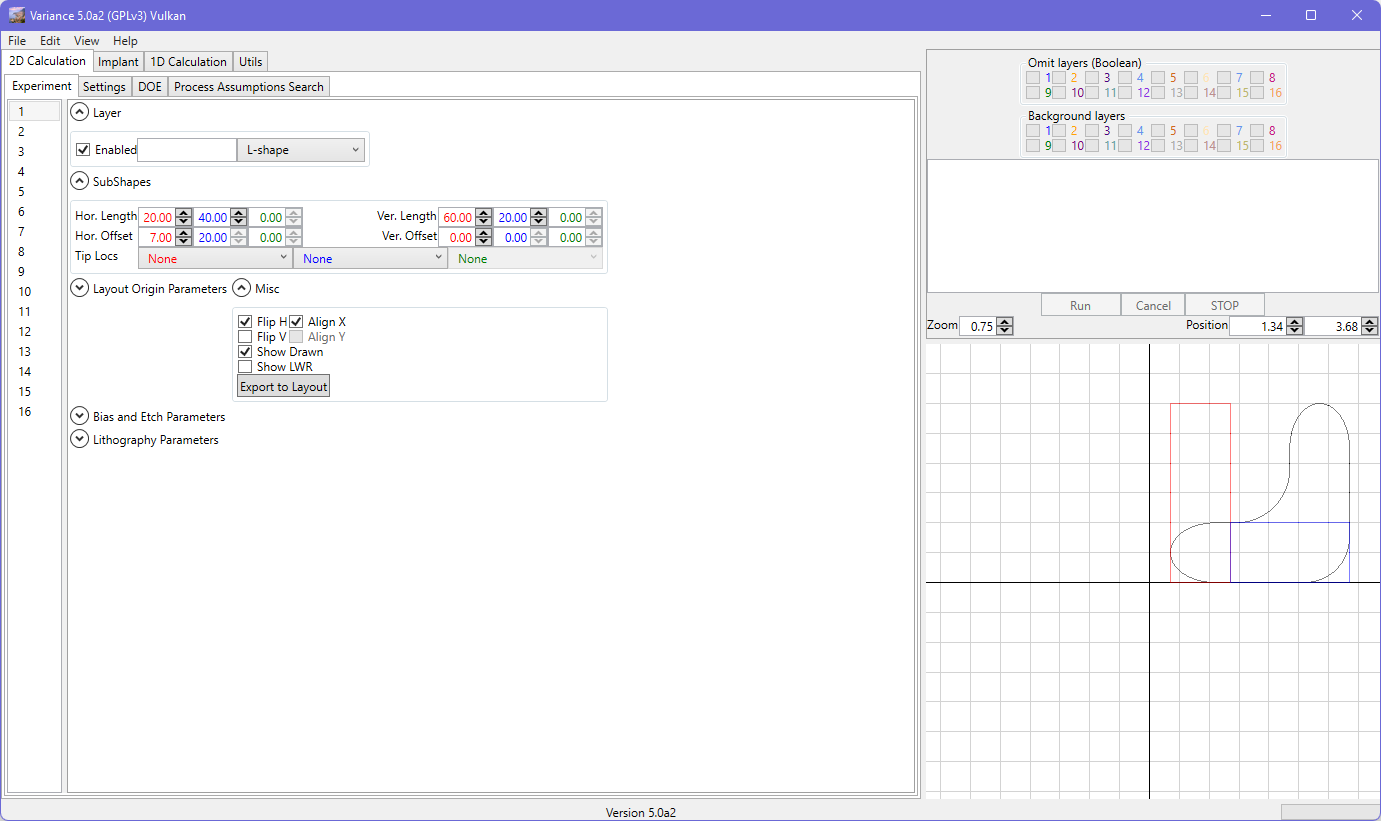 Variance 5.0a2 (GPLv3) Vulkan
File Edit View Help
2D Calculation Implant 1D Calculation Utils
Experiment Settings DOE Process Assumptions Search
1
2
3
4
5
6
7
8
9
10
11
12
13
14
15
16
Layer
Enabled L-shape
SubShapes
Hor. Length 20.00 40.00 0.00 Ver. Length 60.00 20.00 0.00
Hor. Offset 7.00 20.00 0.00 Ver. Offset 0.00 0.00 0.00
Tip Locs None None None
Layout Origin Parameters Misc
Flip H Align X
Flip V Align Y
Show Drawn
Show LWR
Export to Layout
Bias and Etch Parameters
Lithography Parameters
Omit layers (Boolean)
1 2 3 4 5 6 7 8
9 10 11 12 13 14 15 16
Background layers
1 2 3 4 5 6 7 8
9 10 11 12 13 14 15 16
Run Cancel STOP
Zoom 0.75 Position 1.34 3.68
Version 5.0a2